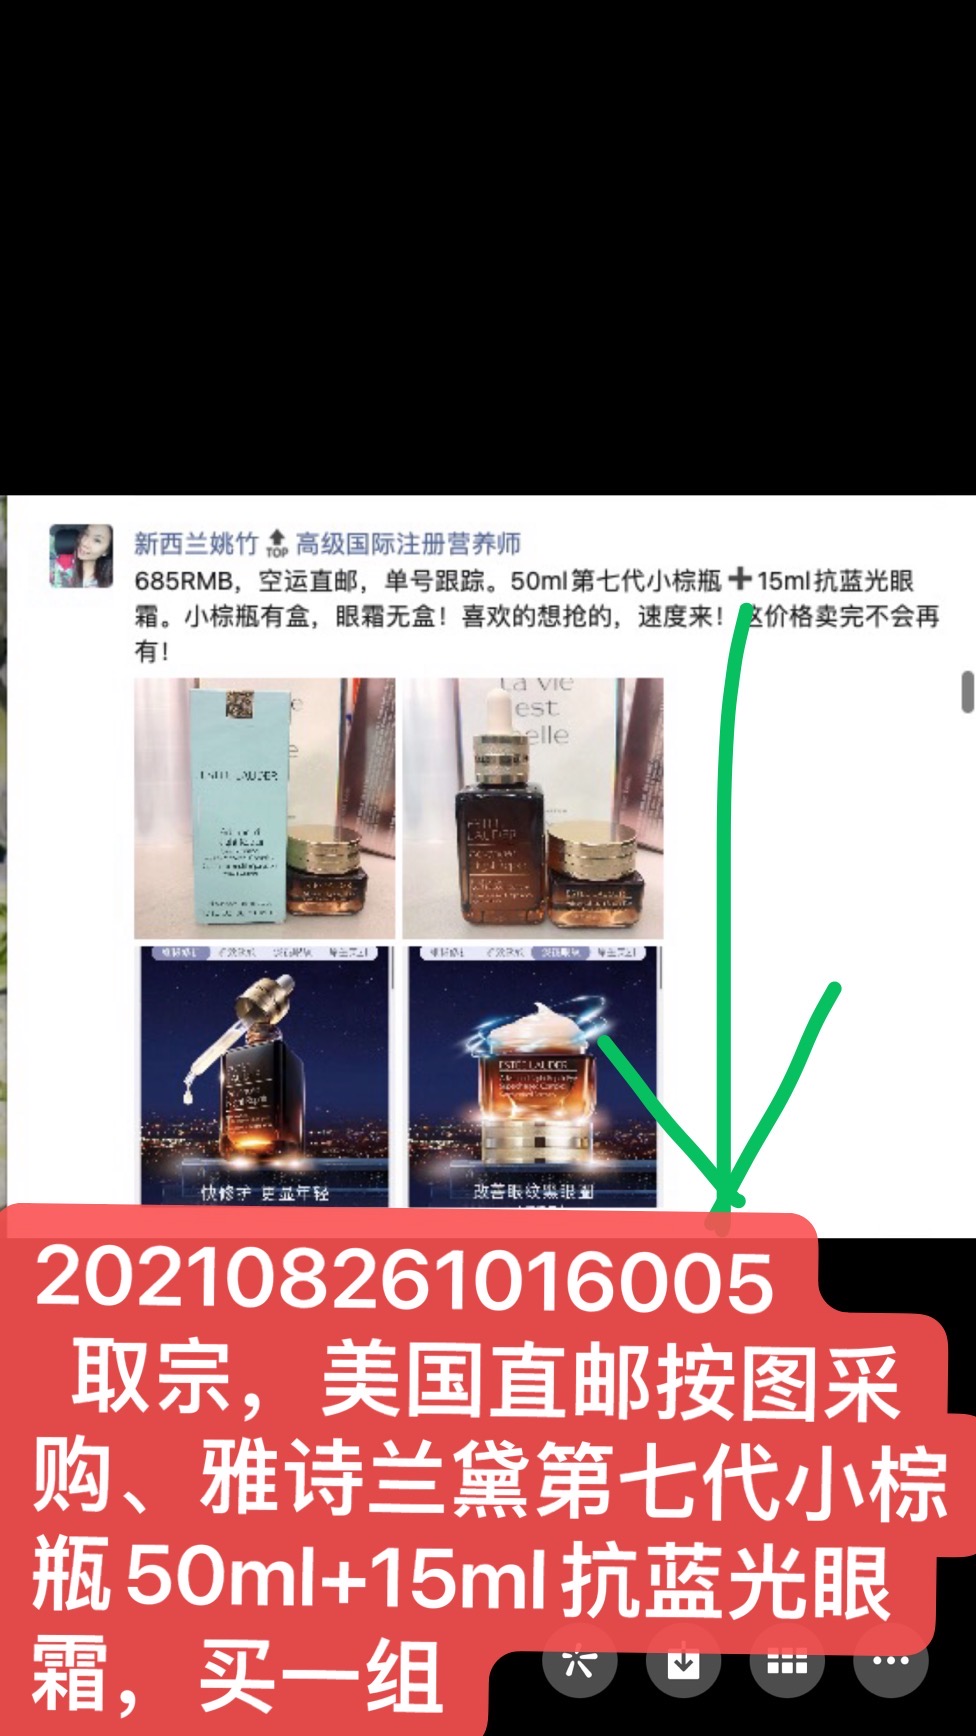 新西兰姚竹 TOP 高级国际注册营养师
685RMB，空运直邮，单号跟踪。50ml第七代小棕瓶➕15ml抗蓝光眼
霜。小棕瓶有盒，眼霜无盒！喜欢的想抢的，速度来！这价格卖完不会再
有！
ESTEE LAUDER
La vie
est
belle
ESTEE
LAUDER
快修护 更显年轻
ESTEE LAUDER
改善眼纹黑眼圈
202108261016005
取宗，美国直邮按图采
购、雅诗兰黛第七代小棕
瓶50ml+15ml抗蓝光眼
霜，买一组